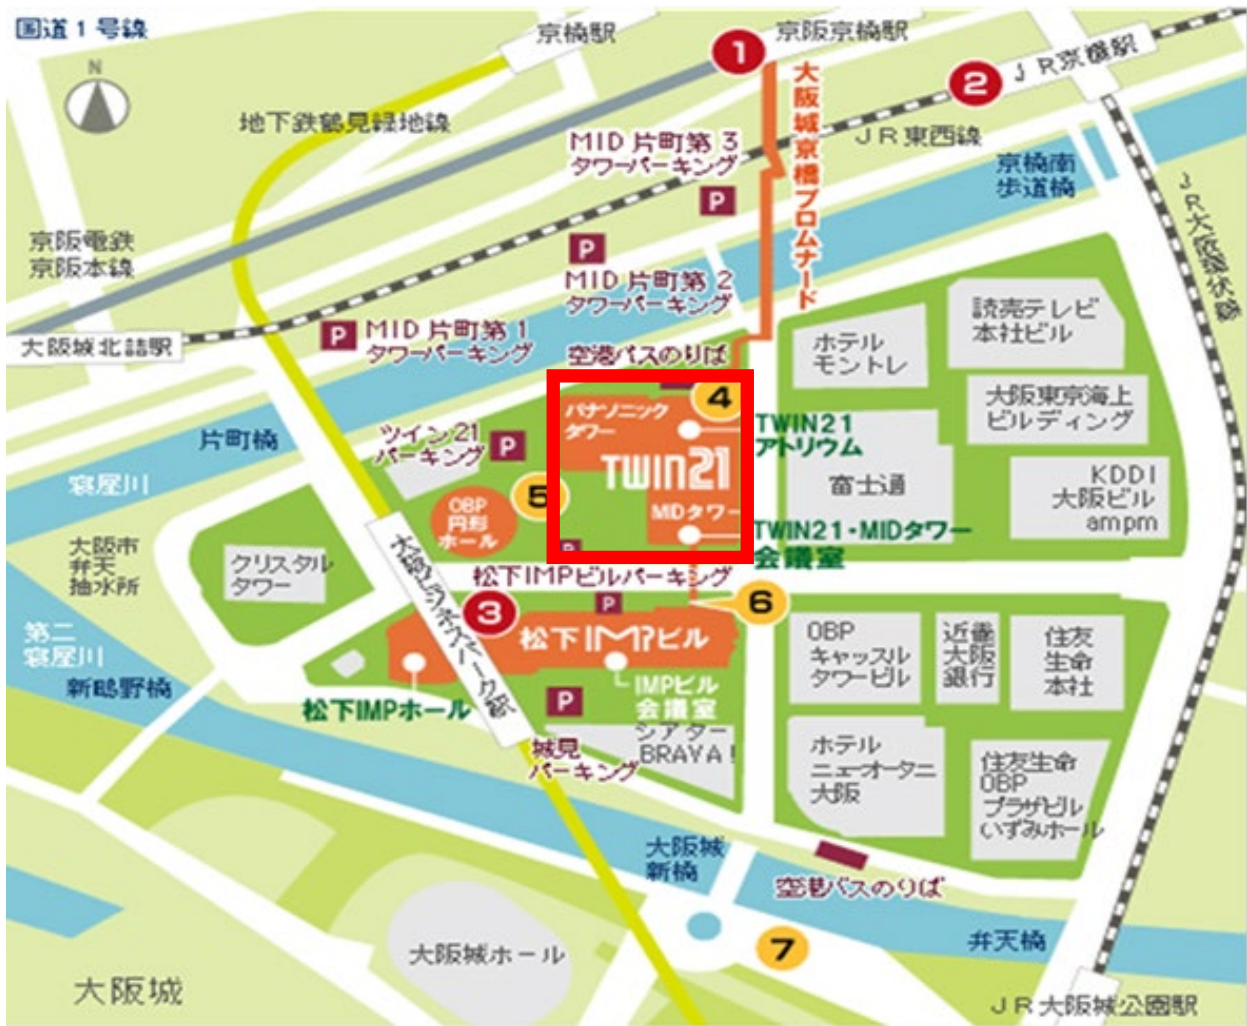 国道1号線
N
京橋駅
京阪京橋駅
1
2
JR京橋駅
地下鉄鶴見緑地線
大阪城京橋プロムナード
MID 片町第3
タワーパーキング
P
JR東西線
京橋南
歩道橋
JR大阪環状線
京阪電鉄
京阪本線
P
MID 片町第2
タワーパーキング
大阪城北詰駅
P
MID 片町第1
タワーパーキング
空港バスのりば
ホテル
モントレ
読売テレビ
本社ビル
大阪東京海上
ビルディング
片町橋
寝屋川
ツイン21
パーキング
P
パナソニック
タワー
4
TWIN21
TWIN21
アトリウム
富士通
KDDI
大阪ビル
ampm
OBP
円形
ホール
5
MIDタワー
TWIN21・MIDタワー
会議室
大阪市
弁天
抽水所
クリスタル
タワー
P
松下IMPビルパーキング
P
6
3
大阪ビジネスパーク駅
松下IMPビル
第二
寝屋川
新鴫野橋
松下IMPホール
IMPビル
会議室
P
城見
パーキング
シアター
BRAVA!
OBP
キャッスル
タワービル
近畿
大阪
銀行
住友
生命
本社
ホテル
ニューオータニ
大阪
住友生命
OBP
プラザビル
いずみホール
大阪城
新橋
空港バスのりば
7
弁天橋
大阪城ホール
大阪城
JR大阪城公園駅